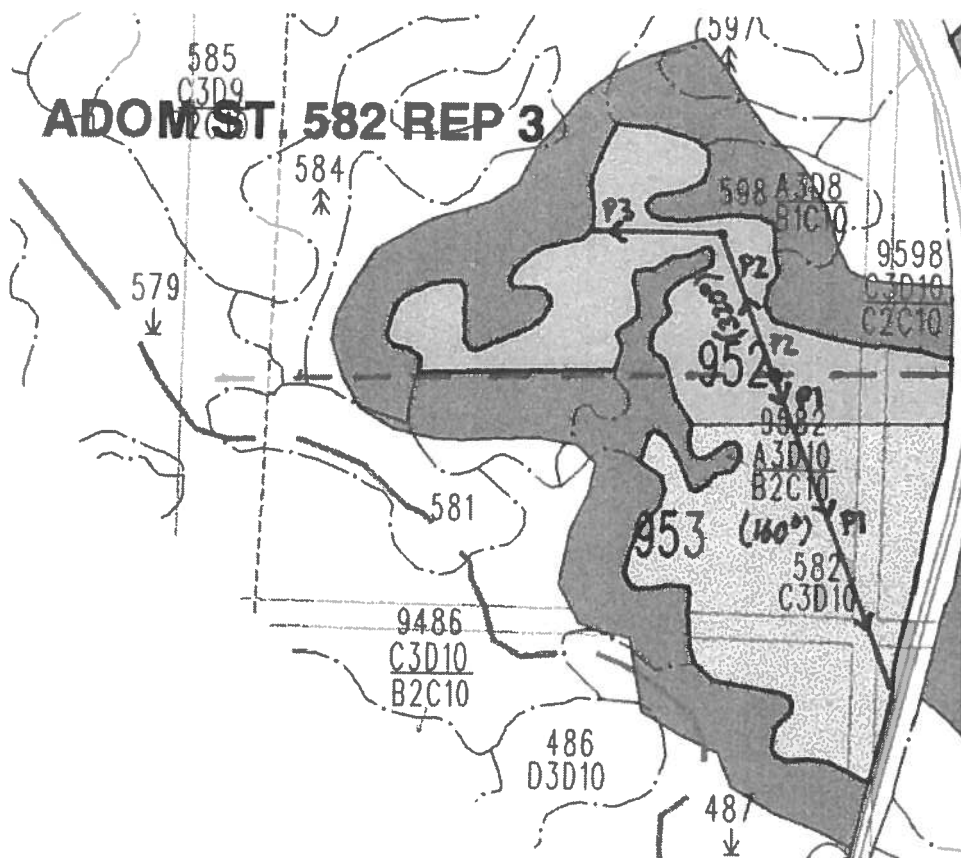 597
585
C3D9
ADOM ST. 582 REP 3
584
598 A3D8
B1C10
P3
9598
C3D10
C2C10
579
P2
P2
952
P1
9582
A3D10
B2C10
581
953
(160°)
P1
582
C3D10
9486
C3D10
B2C10
486
D3D10
487